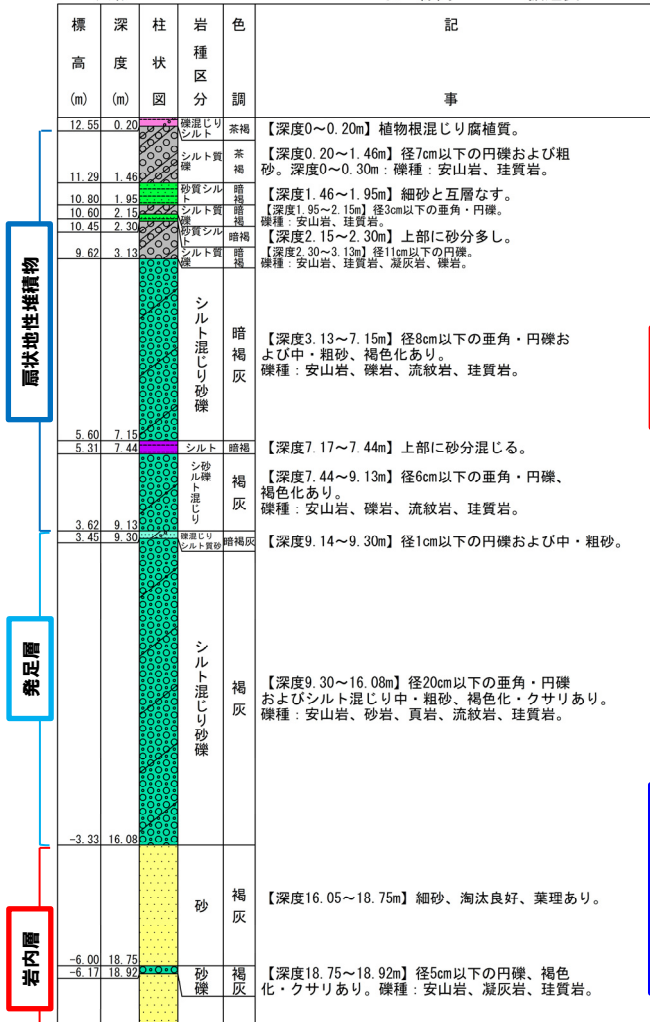 標高(m) 深度(m) 柱状図 岩種区分 色調 記事
12.55 0.20 礫混じりシルト 茶褐 【深度0～0.20m】植物根混じり腐植質。
シルト質礫 茶褐 【深度0.20～1.46m】径7cm以下の円礫および粗
砂。深度0～0.30m：礫種：安山岩、珪質岩。
11.29 1.46
砂質シルト 暗褐 【深度1.46～1.95m】細砂と互層なす。
10.80 1.95
シルト質礫 暗褐 【深度1.95～2.15m】径3cm以下の亜角・円礫。
礫種：安山岩、珪質岩。
10.60 2.15
砂質シルト 暗褐 【深度2.15～2.30m】上部に砂分多し。
10.45 2.30
シルト質礫 暗褐 【深度2.30～3.13m】径11cm以下の円礫。
礫種：安山岩、珪質岩、凝灰岩、礫岩。
9.62 3.13
扇状地性堆積物
シルト混じり砂礫 暗褐灰 【深度3.13～7.15m】径8cm以下の亜角・円礫お
よび中・粗砂、褐色化あり。
礫種：安山岩、礫岩、流紋岩、珪質岩。
5.60 7.15
5.31 7.44 シルト 暗褐 【深度7.17～7.44m】上部に砂分混じる。
砂礫シルト混じり 褐灰 【深度7.44～9.13m】径6cm以下の亜角・円礫、
褐色化あり。
礫種：安山岩、礫岩、流紋岩、珪質岩。
3.62 9.13
3.45 9.30 礫混じりシルト質砂 暗褐灰 【深度9.14～9.30m】径1cm以下の円礫および中・粗砂。
発足層
シルト混じり砂礫 褐灰 【深度9.30～16.08m】径20cm以下の亜角・円礫
およびシルト混じり中・粗砂、褐色化・クサリあり。
礫種：安山岩、砂岩、頁岩、流紋岩、珪質岩。
-3.33 16.08
砂 褐灰 【深度16.05～18.75m】細砂、淘汰良好、葉理あり。
岩内層
-6.00 18.75
-6.17 18.92 砂礫 褐灰 【深度18.75～18.92m】径5cm以下の円礫、褐色
化・クサリあり。礫種：安山岩、凝灰岩、珪質岩。